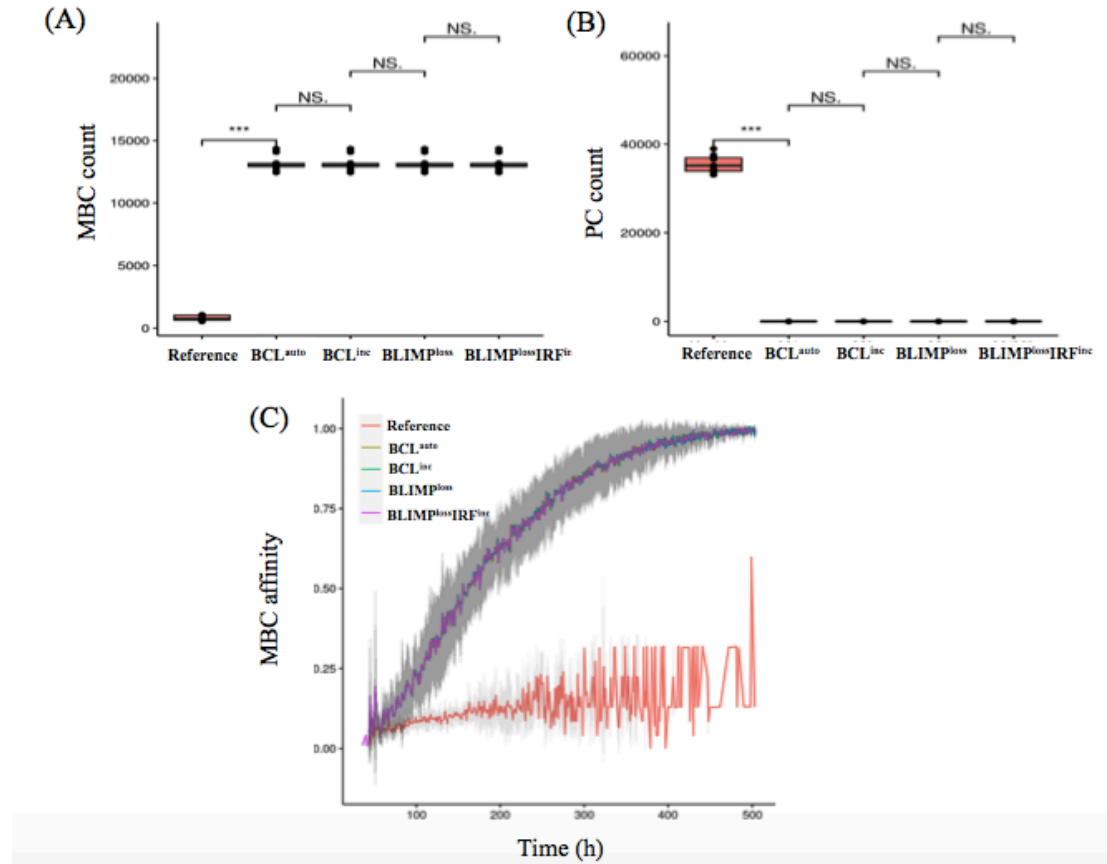 (A)
NS.
NS.
NS.
***
MBC count
20000
15000
10000
5000
0
Reference BCLauto BCLinc BLIMPloss BLIMPlossIRFin
(B)
NS.
NS.
NS.
***
PC count
60000
40000
20000
0
Reference BCLauto BCLinc BLIMPloss BLIMPlossIRFinc
(C)
Reference
BCLauto
BCLinc
BLIMPloss
BLIMPlossIRFinc
MBC affinity
1.00
0.75
0.50
0.25
0.00
100 200 300 400 500
Time (h)